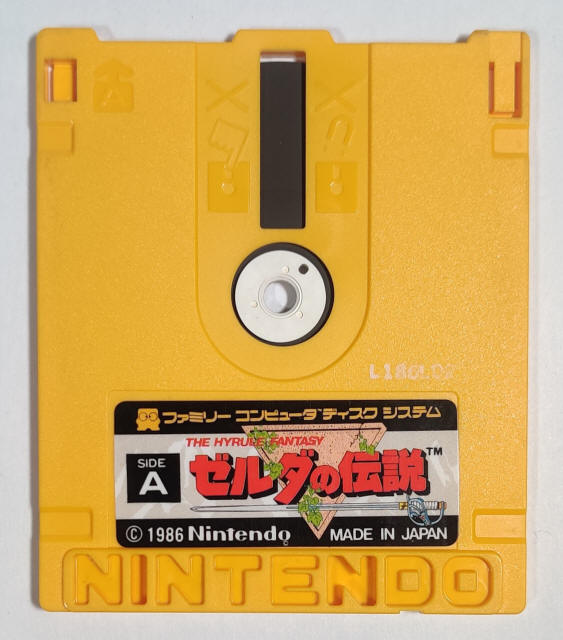 A
L180L02
ファミリー コンピュータ ディスク システム
THE HYRULE FANTASY
SIDE A
ゼルダの伝説™
© 1986 Nintendo MADE IN JAPAN
NINTENDO